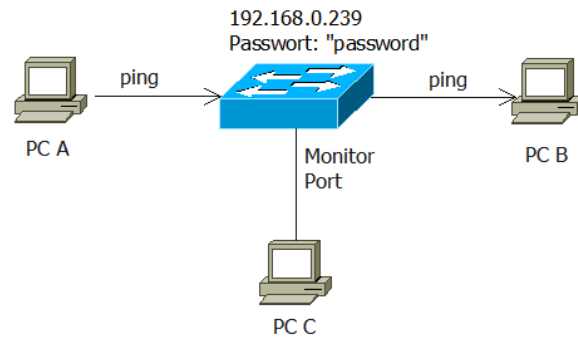 192.168.0.239
Passwort: "password"
ping
ping
PC A
PC B
Monitor
Port
PC C